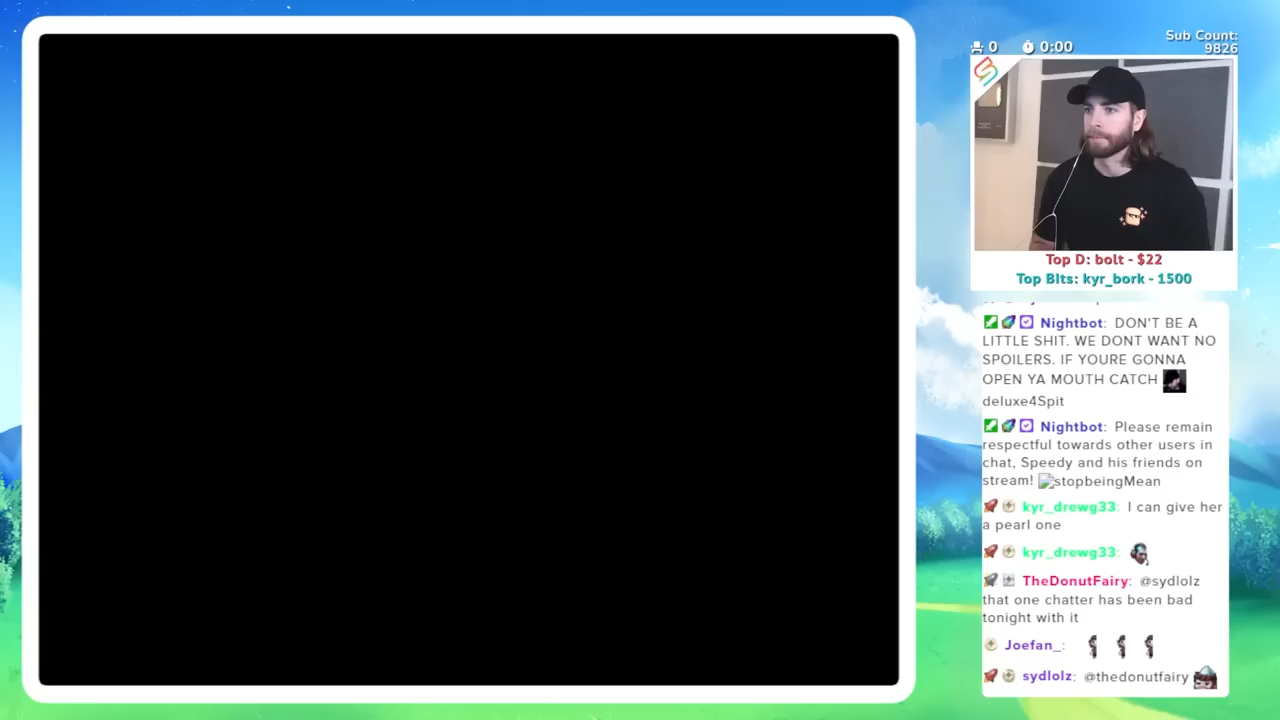 0 0:00 Sub Count:
9826
Top D: bolt - $22
Top Bits: kyr_bork - 1500
Nightbot: DON'T BE A
LITTLE SHIT. WE DONT WANT NO
SPOILERS. IF YOURE GONNA
OPEN YA MOUTH CATCH
deluxe4Spit
Nightbot: Please remain
respectful towards other users in
chat, Speedy and his friends on
stream! stopbeingMean
kyr_drewg33: I can give her
a pearl one
kyr_drewg33:
TheDonutFairy: @sydlolz
that one chatter has been bad
tonight with it
Joefan_:
sydlolz: @thedonutfairy